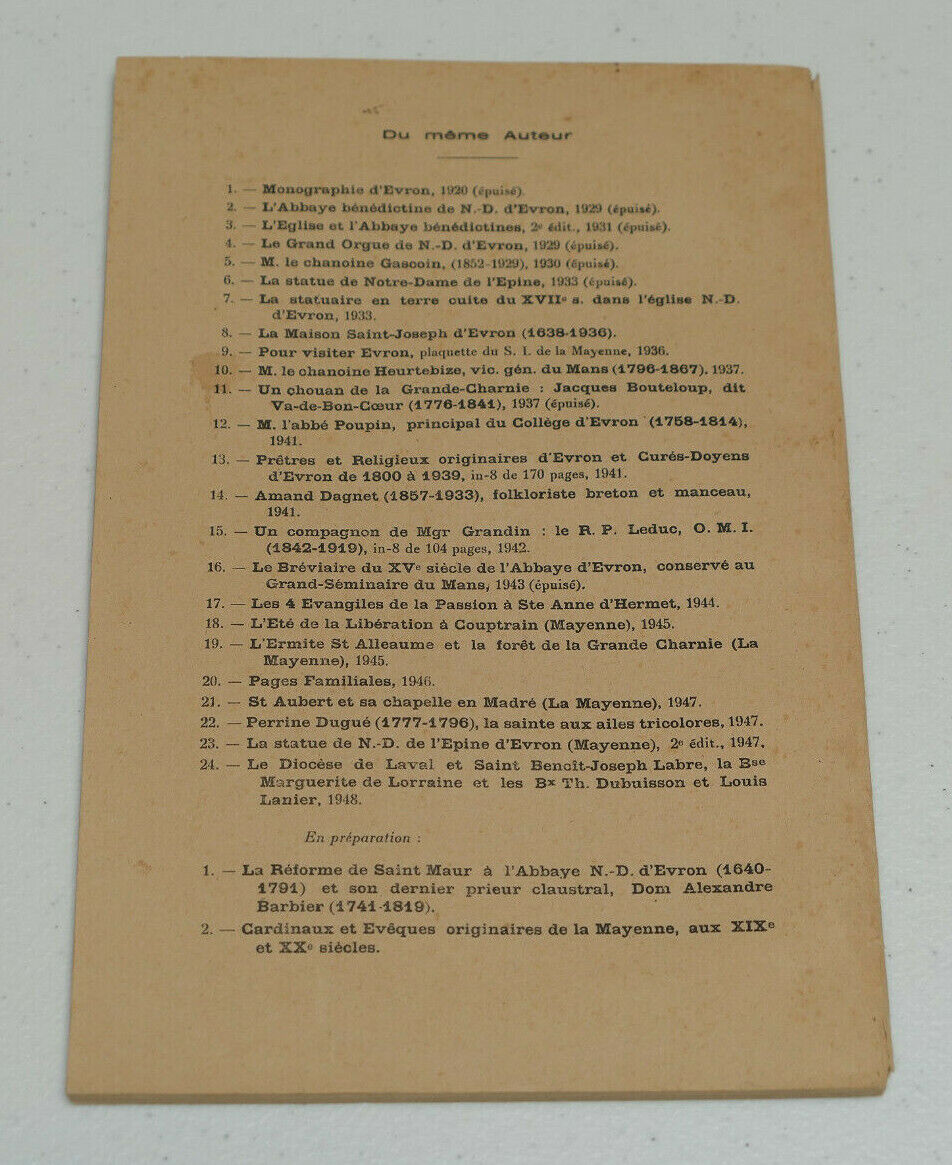 Du même Auteur
1. — Monographie d'Evron, 1920 (épuisé).
2. — L'Abbaye bénédictine de N.-D. d'Evron, 1929 (épuisé).
3. — L'Eglise et l'Abbaye bénédictines, 2e édit., 1931 (épuisé).
4. — Le Grand Orgue de N.-D. d'Evron, 1929 (épuisé).
5. — M. le chanoine Gascoin, (1852-1929), 1930 (épuisé).
6. — La statue de Notre-Dame de l'Epine, 1933 (épuisé).
7. — La statuaire en terre cuite du XVIIe s. dans l'église N.-D.
d'Evron, 1933.
8. — La Maison Saint-Joseph d'Evron (1638-1936).
9. — Pour visiter Evron, plaquette du S. I. de la Mayenne, 1936.
10. — M. le chanoine Heurtebize, vic. gén. du Mans (1796-1867). 1937.
11. — Un chouan de la Grande-Charnie : Jacques Bouteloup, dit
Va-de-Bon-Cœur (1776-1841), 1937 (épuisé).
12. — M. l'abbé Poupin, principal du Collège d'Evron (1758-1814),
1941.
13. — Prêtres et Religieux originaires d'Evron et Curés-Doyens
d'Evron de 1800 à 1939, in-8 de 170 pages, 1941.
14. — Amand Dagnet (1857-1933), folkloriste breton et manceau,
1941.
15. — Un compagnon de Mgr Grandin : le R. P. Leduc, O. M. I.
(1842-1919), in-8 de 104 pages, 1942.
16. — Le Bréviaire du XVe siècle de l'Abbaye d'Evron, conservé au
Grand-Séminaire du Mans, 1943 (épuisé).
17. — Les 4 Evangiles de la Passion à Ste Anne d'Hermet, 1944.
18. — L'Eté de la Libération à Couptrain (Mayenne), 1945.
19. — L'Ermite St Alleaume et la forêt de la Grande Charnie (La
Mayenne), 1945.
20. — Pages Familiales, 1946.
21. — St Aubert et sa chapelle en Madré (La Mayenne), 1947.
22. — Perrine Dugué (1777-1796), la sainte aux ailes tricolores, 1947.
23. — La statue de N.-D. de l'Epine d'Evron (Mayenne), 2e édit., 1947.
24. — Le Diocèse de Laval et Saint Benoît-Joseph Labre, la Bse
Marguerite de Lorraine et les Bx Th. Dubuisson et Louis
Lanier, 1948.
En préparation :
1. — La Réforme de Saint Maur à l'Abbaye N.-D. d'Evron (1640-
1791) et son dernier prieur claustral, Dom Alexandre
Barbier (1741-1819).
2. — Cardinaux et Evêques originaires de la Mayenne, aux XIXe
et XXe siècles.